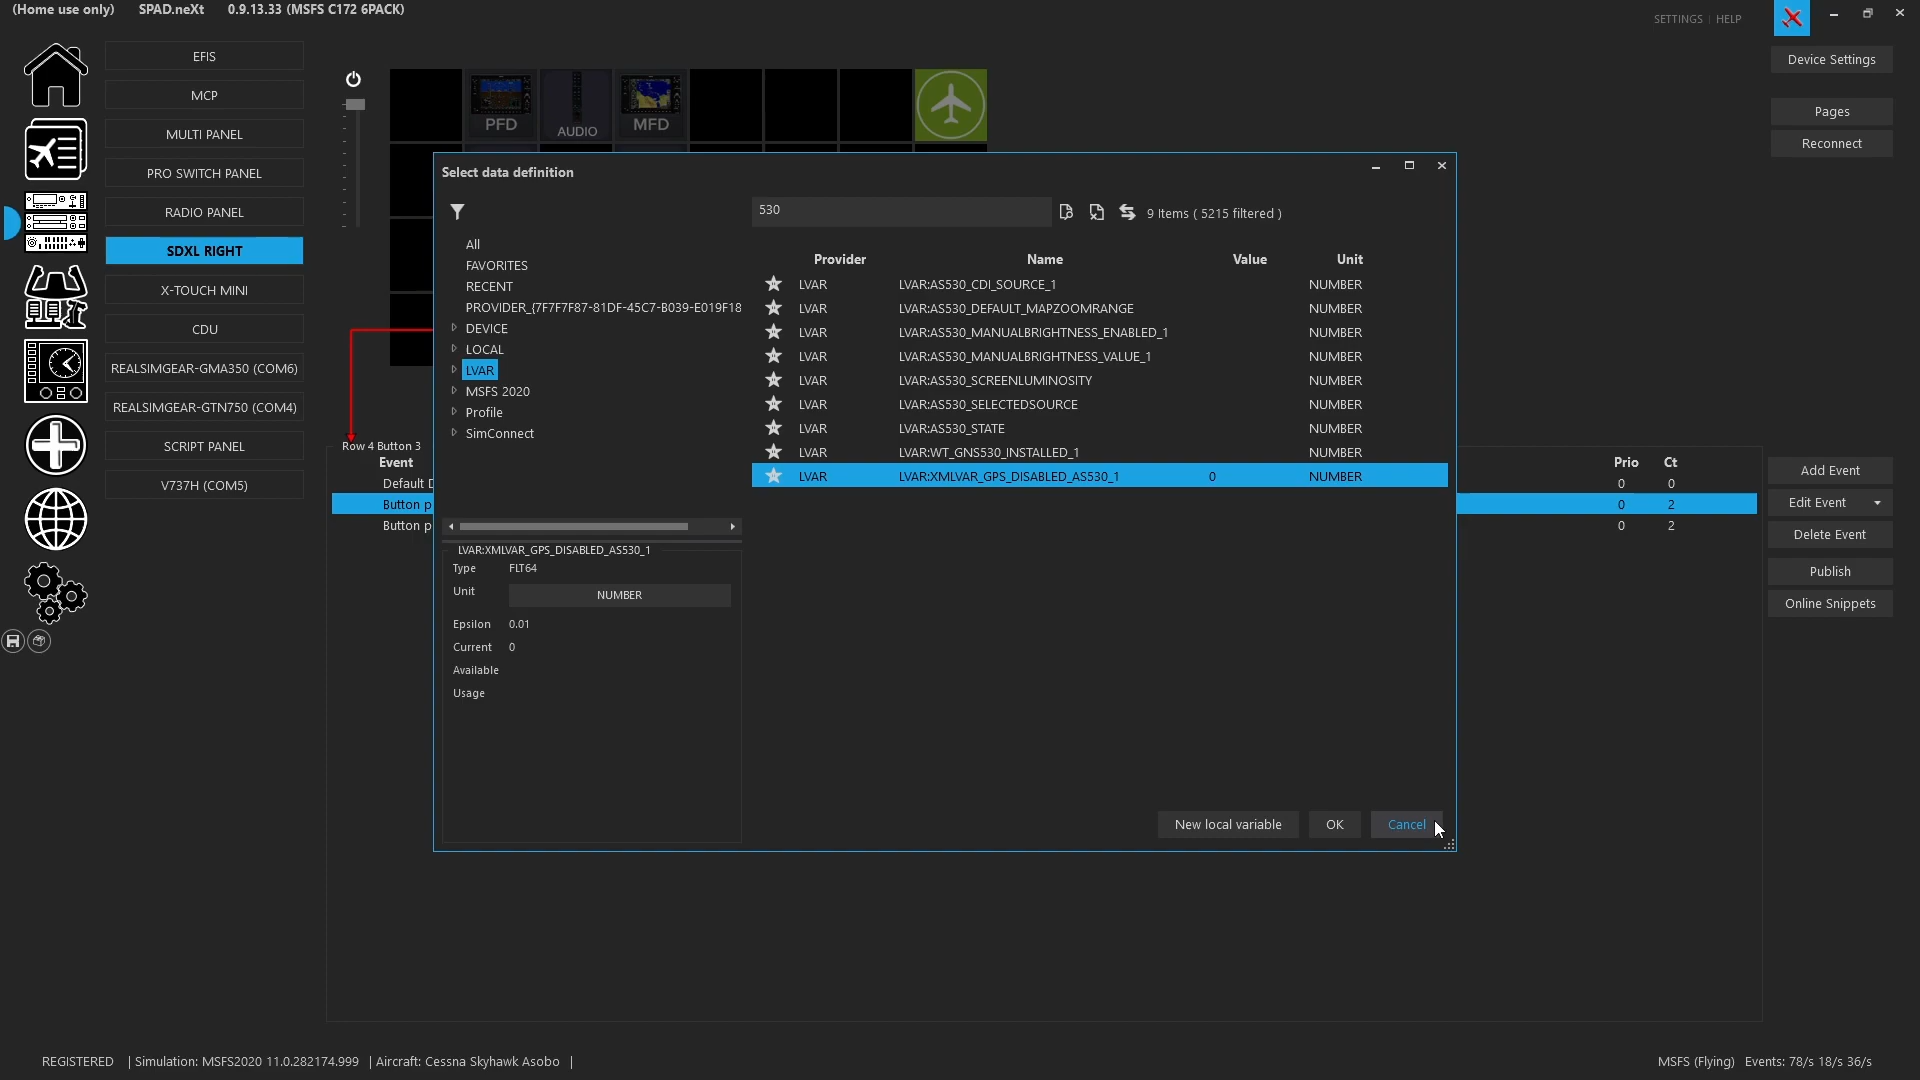 (Home use only) SPAD.neXt 0.9.13.33 (MSFS C172 6PACK)
SETTINGS | HELP
EFIS
MCP
MULTI PANEL
PRO SWITCH PANEL
RADIO PANEL
SDXL RIGHT
X-TOUCH MINI
CDU
REALSIMGEAR-GMA350 (COM6)
REALSIMGEAR-GTN750 (COM4)
SCRIPT PANEL
V737H (COM5)
PFD
AUDIO
MFD
Device Settings
Pages
Reconnect
Select data definition
530
9 Items ( 5215 filtered )
All
FAVORITES
RECENT
PROVIDER_{7F7F7F87-81DF-45C7-B039-E019F18
DEVICE
LOCAL
LVAR
MSFS 2020
Profile
SimConnect
Provider Name Value Unit
LVAR LVAR:AS530_CDI_SOURCE_1 NUMBER
LVAR LVAR:AS530_DEFAULT_MAPZOOMRANGE NUMBER
LVAR LVAR:AS530_MANUALBRIGHTNESS_ENABLED_1 NUMBER
LVAR LVAR:AS530_MANUALBRIGHTNESS_VALUE_1 NUMBER
LVAR LVAR:AS530_SCREENLUMINOSITY NUMBER
LVAR LVAR:AS530_SELECTEDSOURCE NUMBER
LVAR LVAR:AS530_STATE NUMBER
LVAR LVAR:WT_GNS530_INSTALLED_1 NUMBER
LVAR LVAR:XMLVAR_GPS_DISABLED_AS530_1 0 NUMBER
LVAR:XMLVAR_GPS_DISABLED_AS530_1
Type FLT64
Unit NUMBER
Epsilon 0.01
Current 0
Available
Usage
New local variable OK Cancel
Row 4 Button 3
Event Prio Ct
Default D 0 0
Button p 0 2
Button p 0 2
Add Event
Edit Event
Delete Event
Publish
Online Snippets
REGISTERED | Simulation: MSFS2020 11.0.282174.999 | Aircraft: Cessna Skyhawk Asobo |
MSFS (Flying) Events: 78/s 18/s 36/s